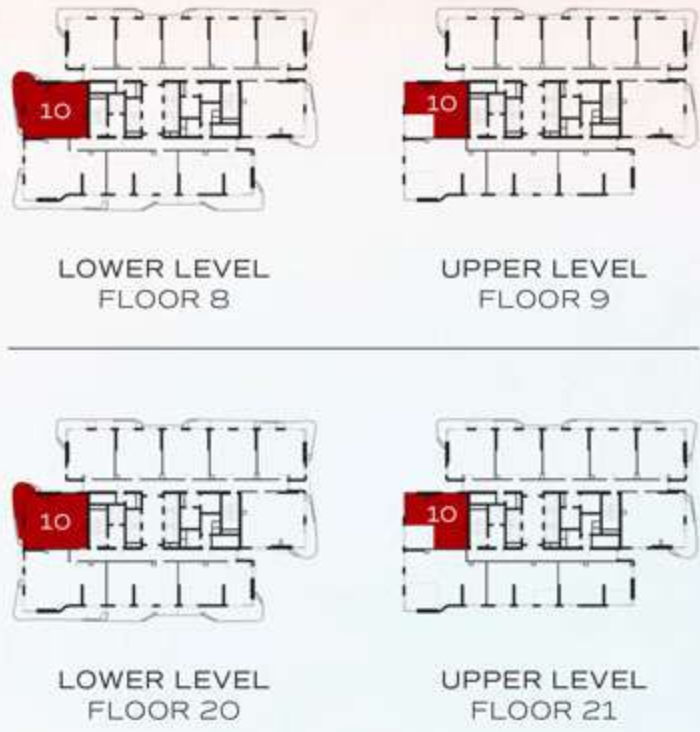 10
10
LOWER LEVEL
FLOOR 8
UPPER LEVEL
FLOOR 9
10
10
LOWER LEVEL
FLOOR 20
UPPER LEVEL
FLOOR 21